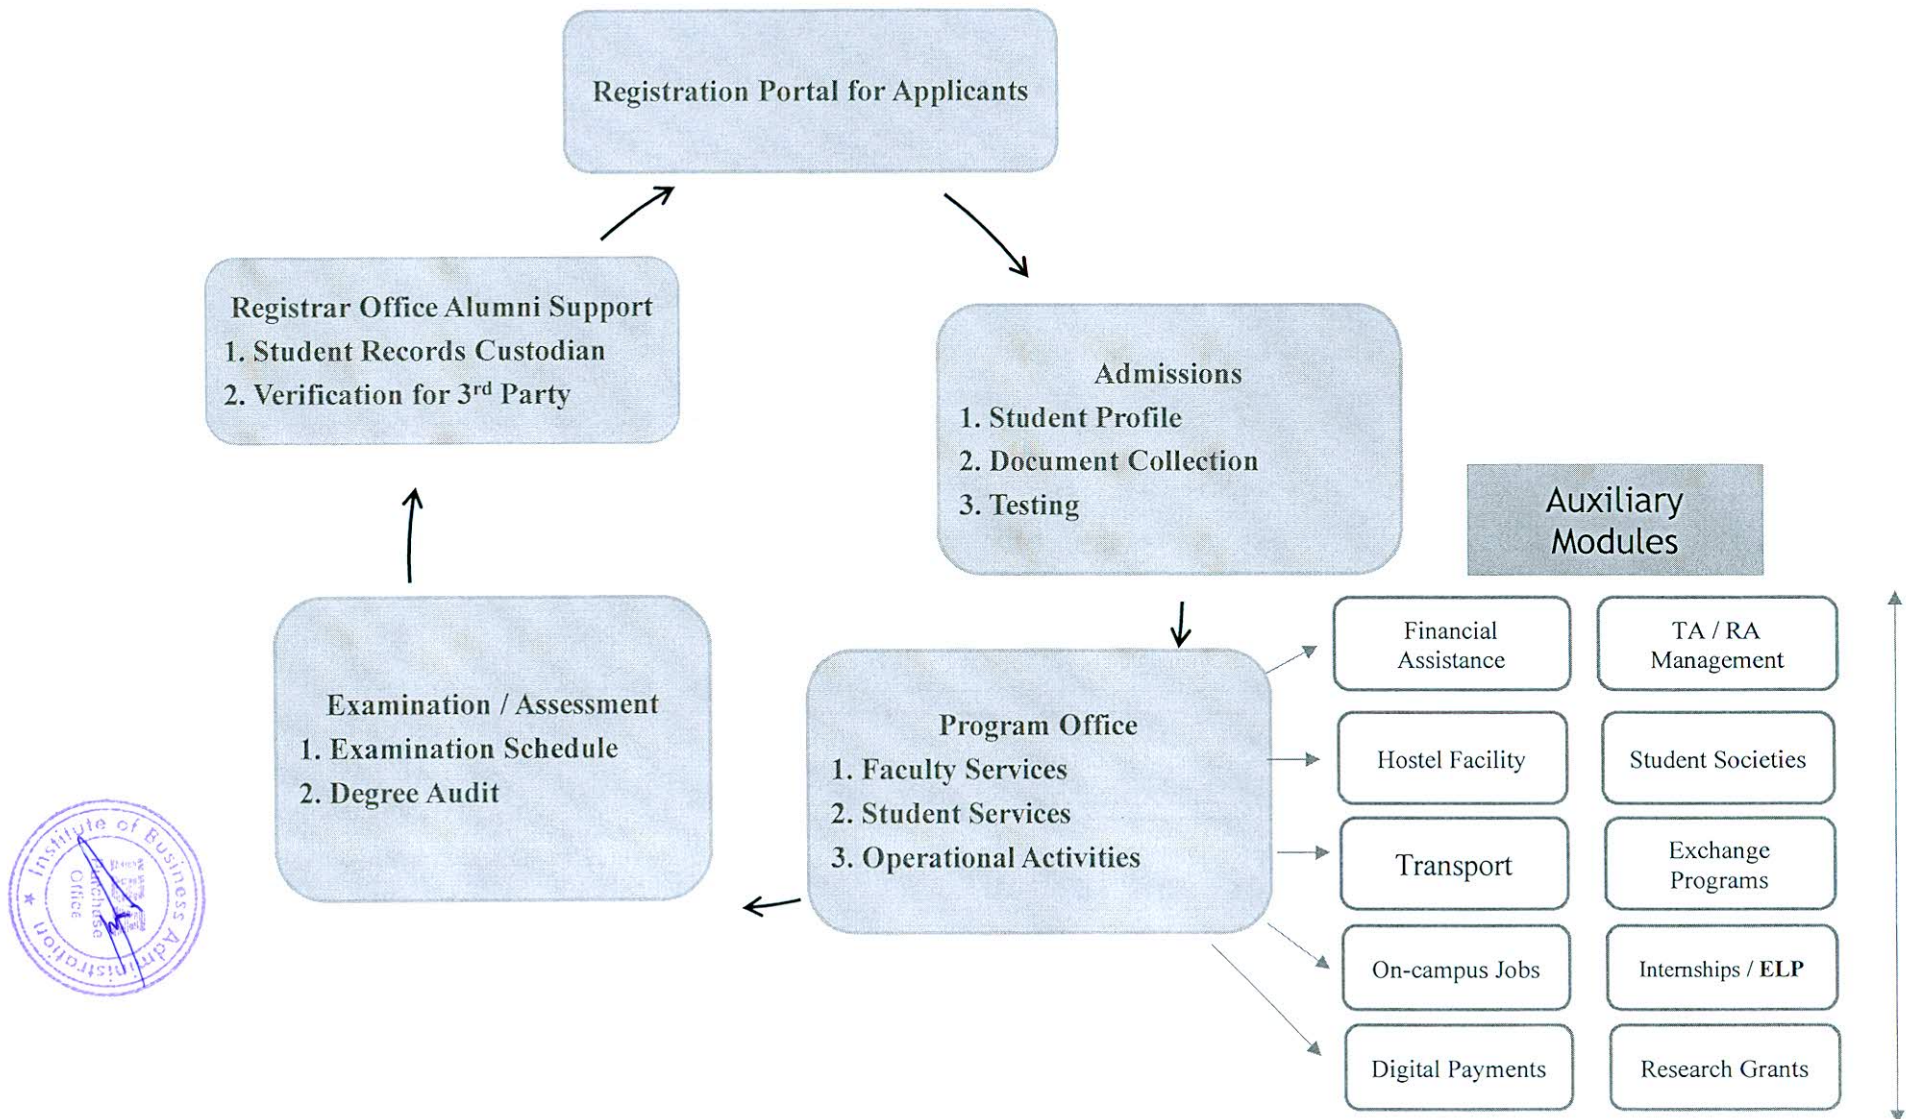 Registration Portal for Applicants
Registrar Office Alumni Support
1. Student Records Custodian
2. Verification for 3rd Party
Admissions
1. Student Profile
2. Document Collection
3. Testing
Auxiliary
Modules
Examination / Assessment
1. Examination Schedule
2. Degree Audit
Program Office
1. Faculty Services
2. Student Services
3. Operational Activities
Financial
Assistance
TA / RA
Management
Hostel Facility
Student Societies
Transport
Exchange
Programs
On-campus Jobs
Internships / ELP
Digital Payments
Research Grants
Institute of Business Administration
Purchase
Office